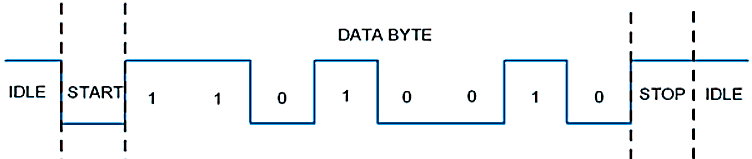 DATA BYTE
IDLE START 1 1 0 1 0 0 1 0 STOP IDLE